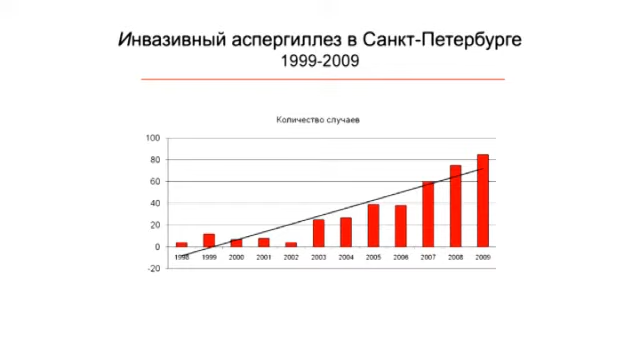 Инвазивный аспергиллез в Санкт-Петербурге
1999-2009
Количество случаев
100
80
60
40
20
0
-20
1998 1999 2000 2001 2002 2003 2004 2005 2006 2007 2008 2009